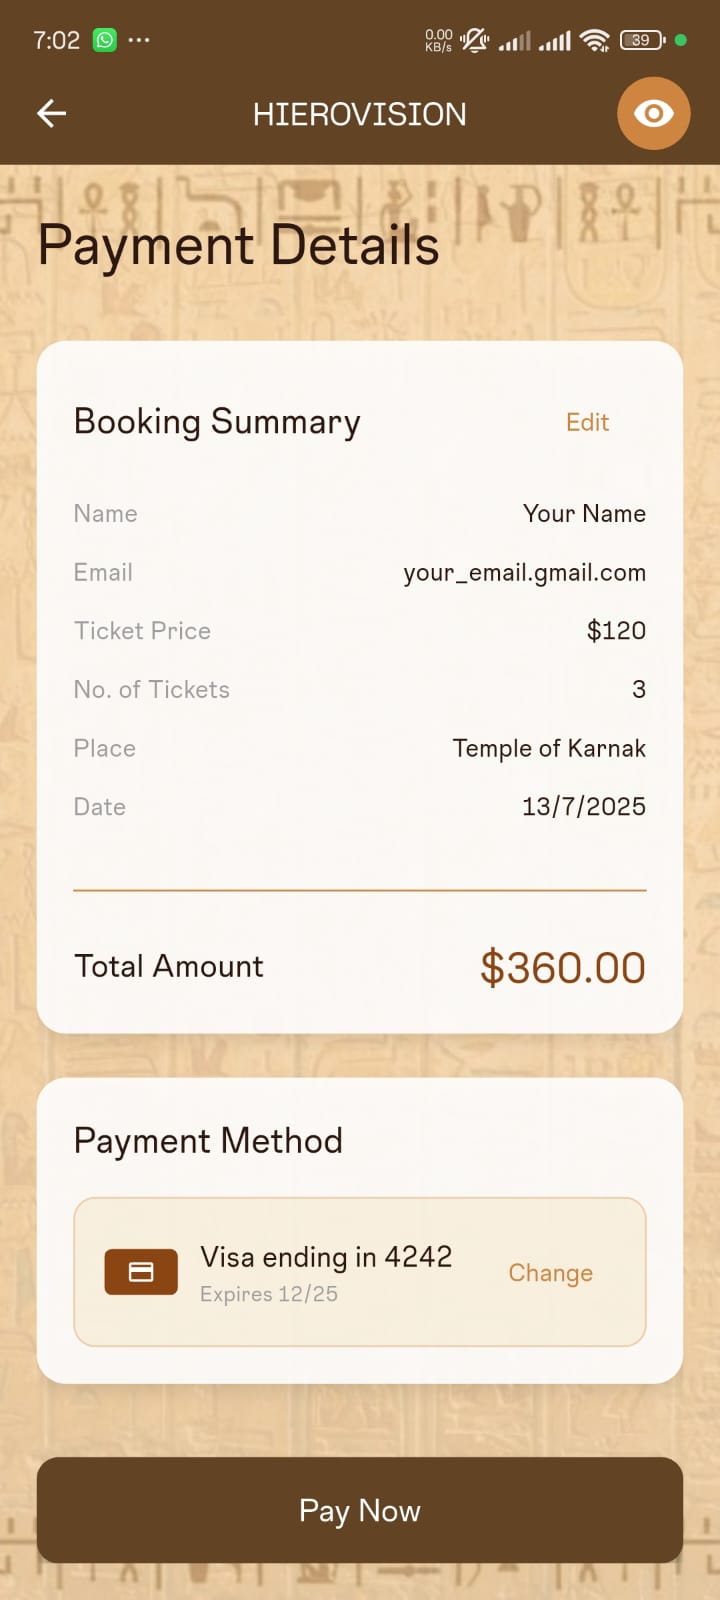 7:02 ... 0.00 KB/s 39
HIEROVISION
Payment Details
Booking Summary Edit
Name Your Name
Email your_email.gmail.com
Ticket Price $120
No. of Tickets 3
Place Temple of Karnak
Date 13/7/2025
Total Amount $360.00
Payment Method
Visa ending in 4242
Expires 12/25
Change
Pay Now